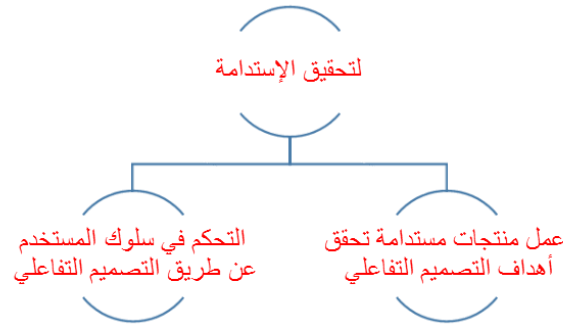 لتحقيق الإستدامة
عمل منتجات مستدامة تحقق
أهداف التصميم التفاعلي
التحكم في سلوك المستخدم
عن طريق التصميم التفاعلي